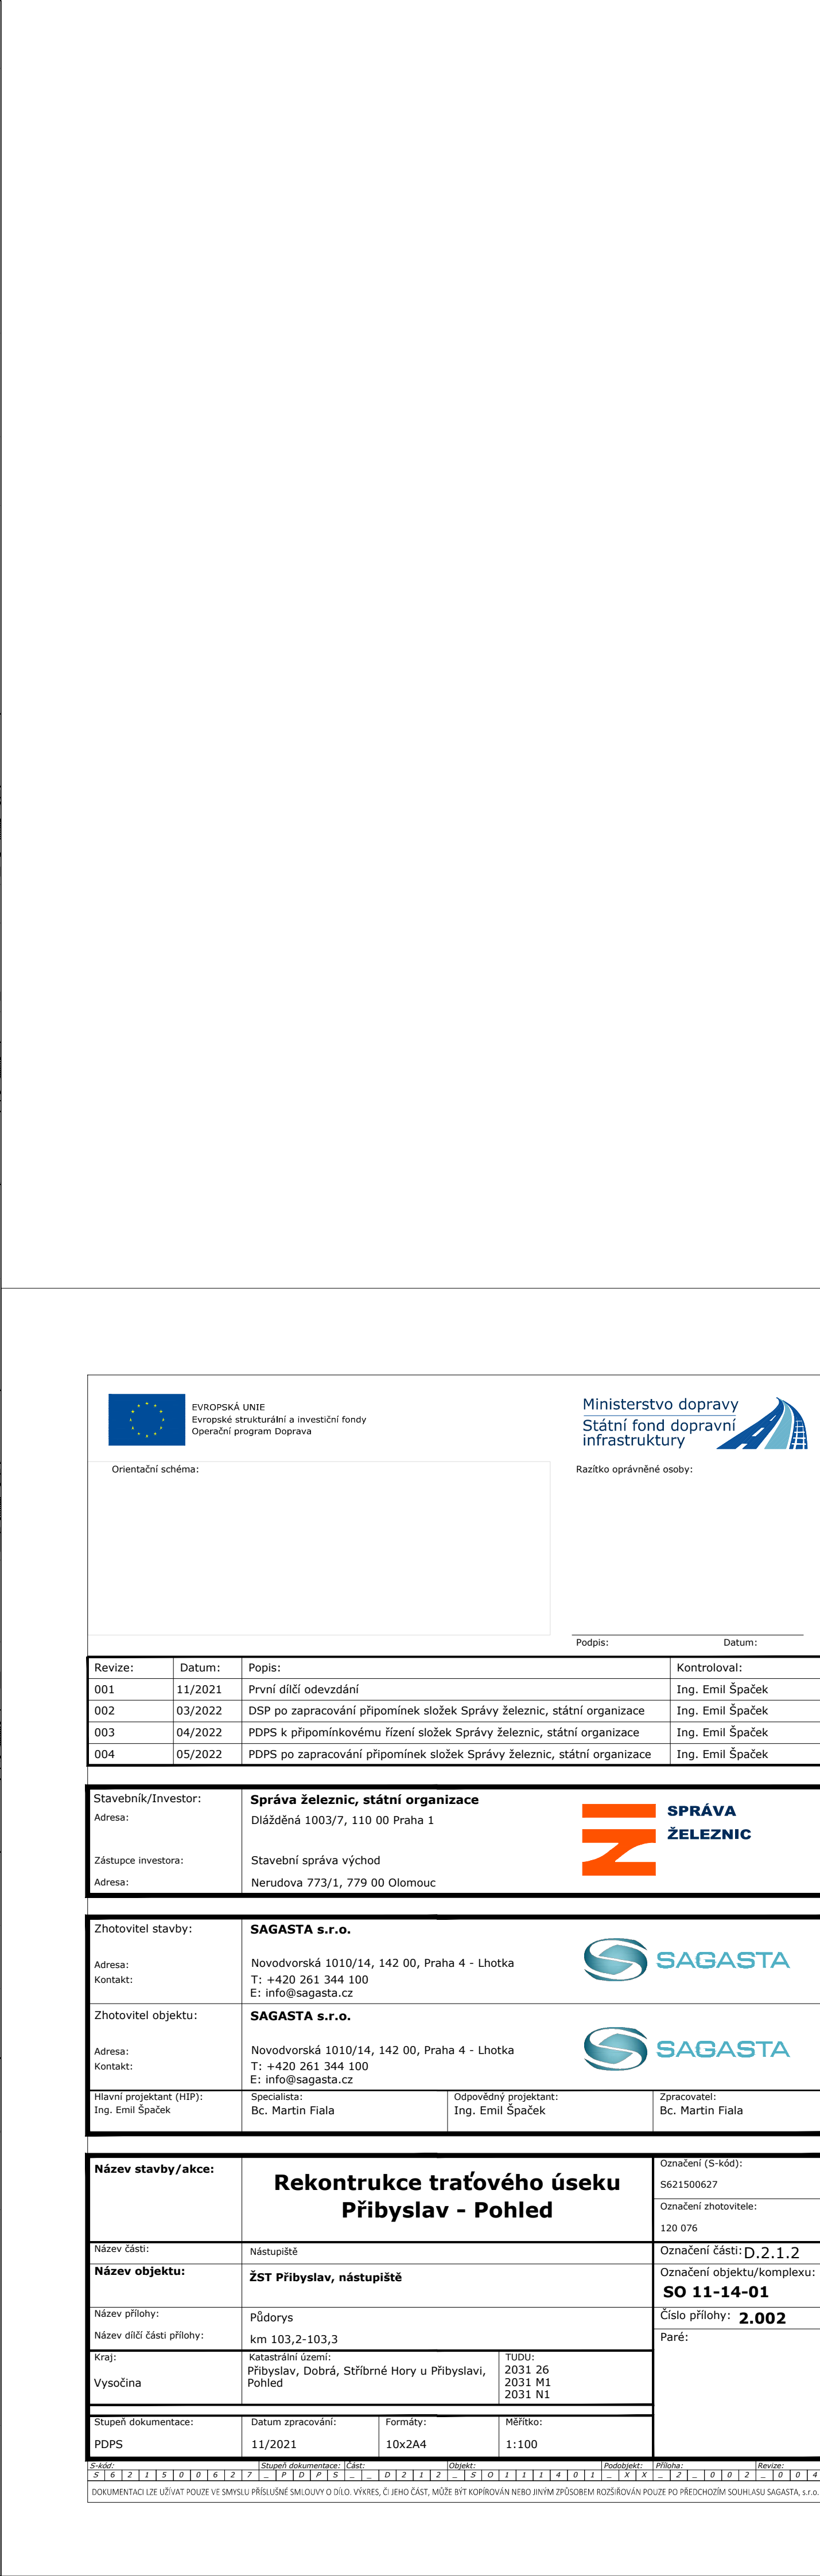 EVROPSKÁ UNIE
Evropské strukturální a investiční fondy
Operační program Doprava
Ministerstvo dopravy
Státní fond dopravní
infrastruktury
Orientační schéma:
Razítko oprávněné osoby:
Podpis: Datum:
Revize: Datum: Popis: Kontroloval:
001 11/2021 První dílčí odevzdání Ing. Emil Špaček
002 03/2022 DSP po zapracování připomínek složek Správy železnic, státní organizace Ing. Emil Špaček
003 04/2022 PDPS k připomínkovému řízení složek Správy železnic, státní organizace Ing. Emil Špaček
004 05/2022 PDPS po zapracování připomínek složek Správy železnic, státní organizace Ing. Emil Špaček
Stavebník/Investor: Správa železnic, státní organizace
Adresa: Dlážděná 1003/7, 110 00 Praha 1
SPRÁVA
ŽELEZNIC
Zástupce investora: Stavební správa východ
Adresa: Nerudova 773/1, 779 00 Olomouc
Zhotovitel stavby: SAGASTA s.r.o.
Adresa: Novodvorská 1010/14, 142 00, Praha 4 - Lhotka
Kontakt: T: +420 261 344 100
E: info@sagasta.cz
SAGASTA
Zhotovitel objektu: SAGASTA s.r.o.
Adresa: Novodvorská 1010/14, 142 00, Praha 4 - Lhotka
Kontakt: T: +420 261 344 100
E: info@sagasta.cz
SAGASTA
Hlavní projektant (HIP): Specialista: Odpovědný projektant: Zpracovatel:
Ing. Emil Špaček Bc. Martin Fiala Ing. Emil Špaček Bc. Martin Fiala
Název stavby/akce:
Rekontrukce traťového úseku
Přibyslav - Pohled
Označení (S-kód):
S621500627
Označení zhotovitele:
120 076
Název části: Nástupiště
Označení části: D.2.1.2
Název objektu: ŽST Přibyslav, nástupiště
Označení objektu/komplexu:
SO 11-14-01
Název přílohy: Půdorys
Číslo přílohy: 2.002
Název dílčí části přílohy: km 103,2-103,3
Paré:
Kraj: Katastrální území: TUDU:
Vysočina
Přibyslav, Dobrá, Stříbrné Hory u Přibyslavi,
Pohled
2031 26
2031 M1
2031 N1
Stupeň dokumentace: Datum zpracování: Formáty: Měřítko:
PDPS 11/2021 10x2A4 1:100
S-kód: Stupeň dokumentace: Část: Objekt: Podobjekt: Příloha: Revize:
S 6 2 1 5 0 0 6 2 7 _ P D P S _ _ D 2 1 2 _ S O 1 1 1 4 0 1 _ X X _ 2 _ 0 0 2 _ 0 0 4
DOKUMENTACI LZE UŽÍVAT POUZE VE SMYSLU PŘÍSLUŠNÉ SMLOUVY O DÍLO. VÝKRES, ČI JEHO ČÁST, MŮŽE BÝT KOPÍROVÁN NEBO JINÝM ZPŮSOBEM ROZŠIŘOVÁN POUZE PO PŘEDCHOZÍM SOUHLASU SAGASTA, s.r.o.